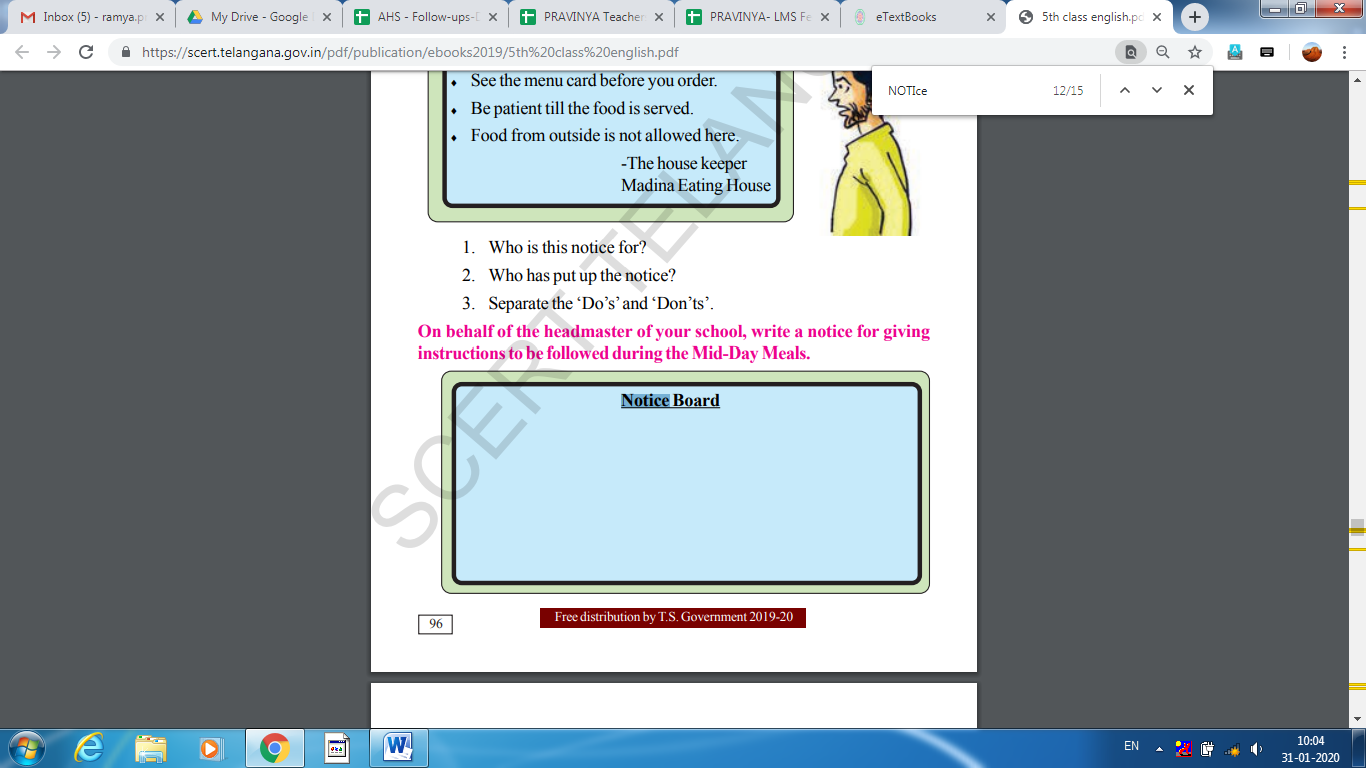 Inbox (5) - ramya.p
My Drive - Google
AHS - Follow-ups-
PRAVINYA Teacher
PRAVINYA- LMS Fe
eTextBooks
5th class english.pd
https://scert.telangana.gov.in/pdf/publication/ebooks2019/5th%20class%20english.pdf
NOTIce 12/15
♦ See the menu card before you order.
♦ Be patient till the food is served.
♦ Food from outside is not allowed here.
-The house keeper
Madina Eating House
1. Who is this notice for?
2. Who has put up the notice?
3. Separate the ‘Do’s’ and ‘Don’ts’.
On behalf of the headmaster of your school, write a notice for giving
instructions to be followed during the Mid-Day Meals.
Notice Board
SCERT TELAN
96
Free distribution by T.S. Government 2019-20
EN
10:04
31-01-2020